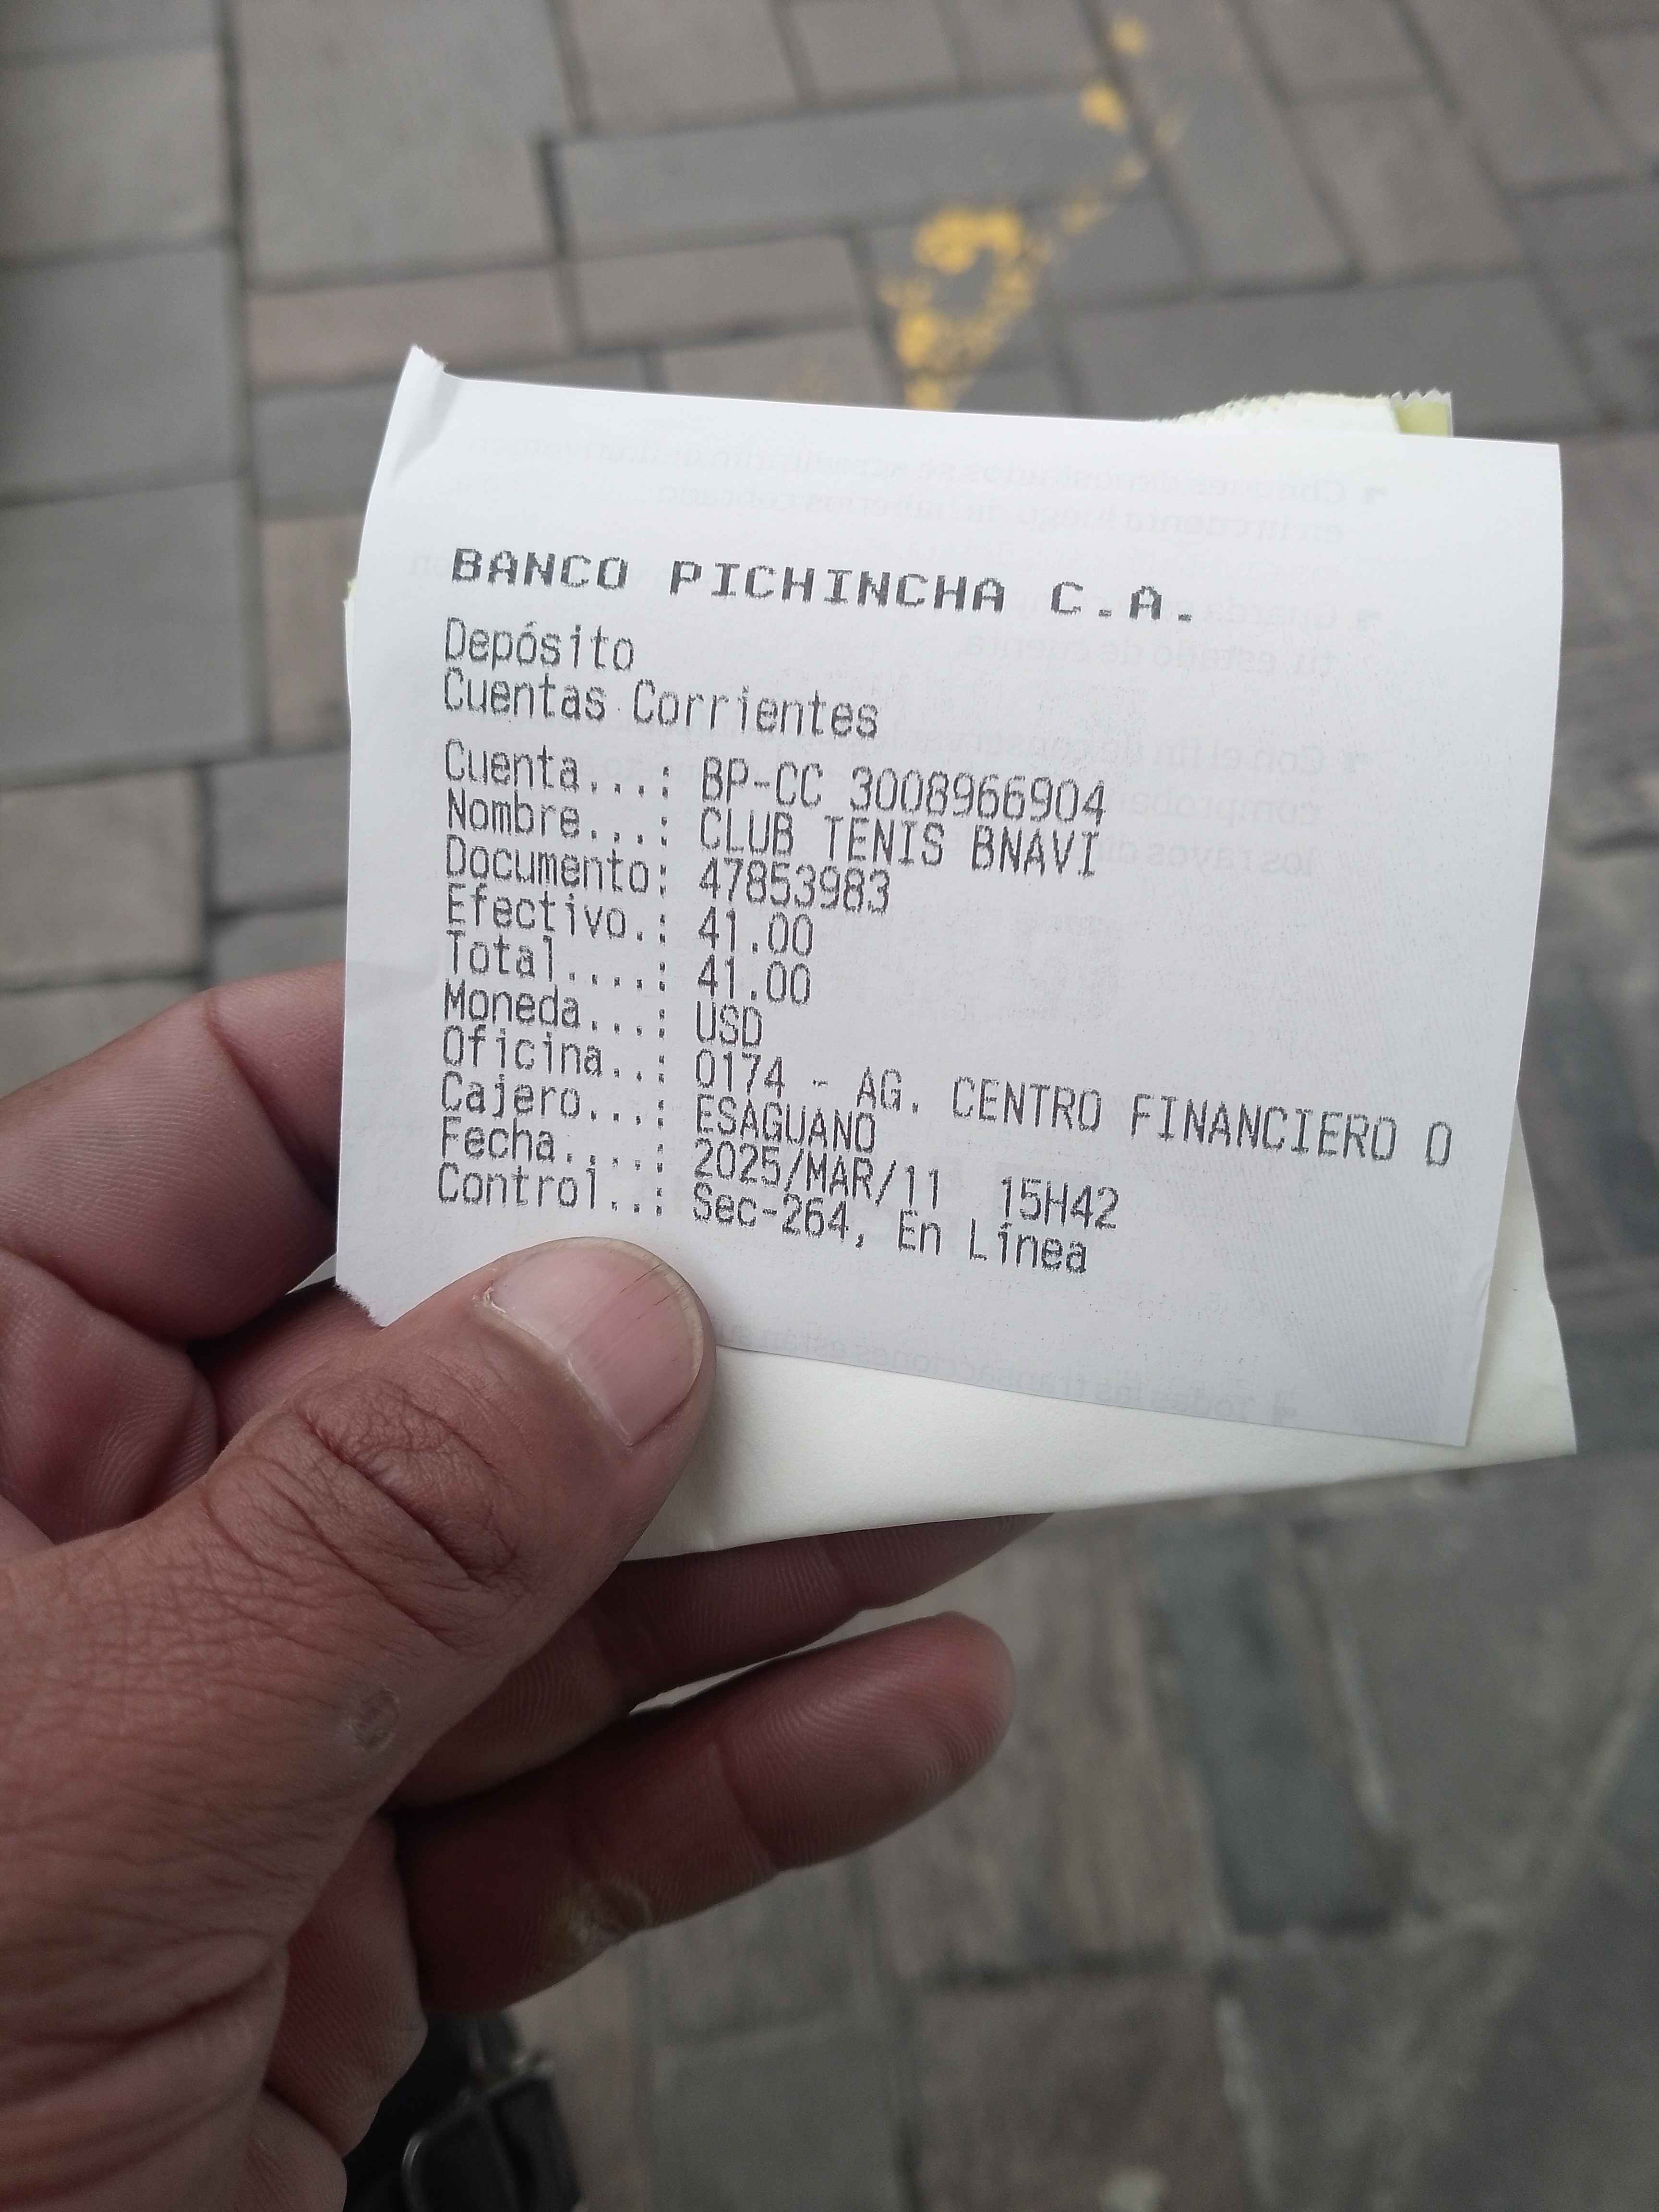 BANCO PICHINCHA C.A.
Depósito
Cuentas Corrientes
Cuenta...: BP-CC 3008966904
Nombre...: CLUB TENIS BNAVI
Documento: 47853983
Efectivo.: 41.00
Total....: 41.00
Moneda...: USD
Oficina..: 0174 - AG. CENTRO FINANCIERO O
Cajero...: ESAGUANO
Fecha....: 2025/MAR/11 15H42
Control..: Sec-264, En Línea